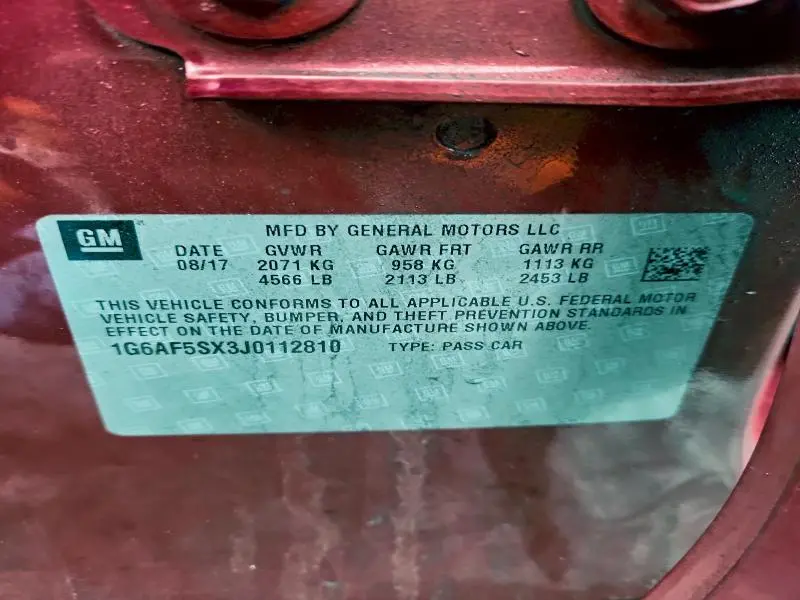 GM
MFD BY GENERAL MOTORS LLC
DATE GVWR GAWR FRT GAWR RR
08/17 2071 KG 958 KG 1113 KG
4566 LB 2113 LB 2453 LB
THIS VEHICLE CONFORMS TO ALL APPLICABLE U.S. FEDERAL MOTOR
VEHICLE SAFETY, BUMPER, AND THEFT PREVENTION STANDARDS IN
EFFECT ON THE DATE OF MANUFACTURE SHOWN ABOVE.
1G6AF5SX3J0112810 TYPE: PASS CAR